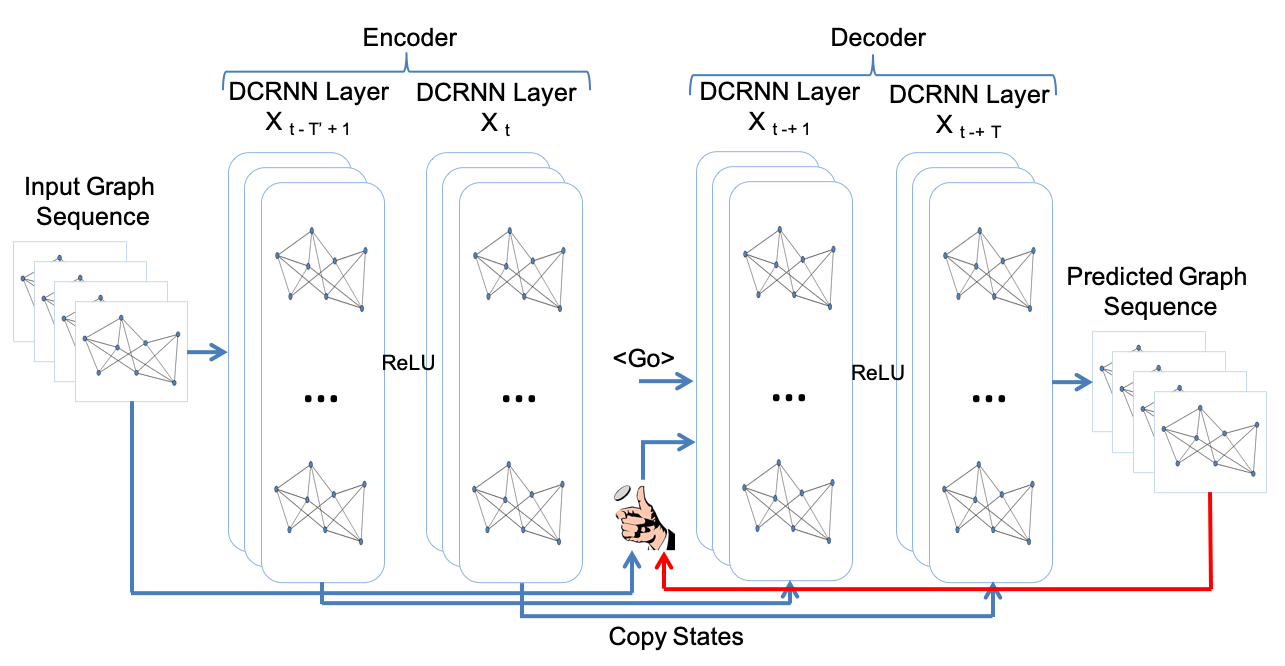 Encoder
Decoder
DCRNN Layer
X t - T' + 1
DCRNN Layer
X t
DCRNN Layer
X t -+ 1
DCRNN Layer
X t -+ T
Input Graph
Sequence
Predicted Graph
Sequence
ReLU
<Go>
ReLU
...
...
...
...
Copy States